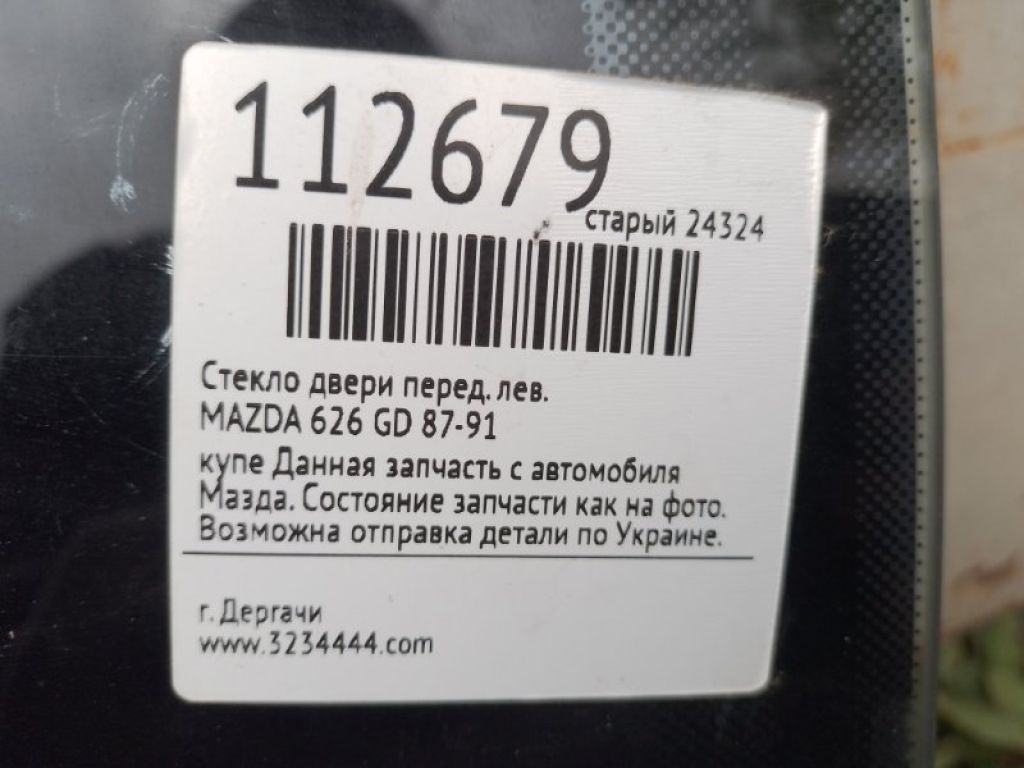 112679
старый 24324
Стекло двери перед. лев.
MAZDA 626 GD 87-91
купе Данная запчасть с автомобиля
Мазда. Состояние запчасти как на фото.
Возможна отправка детали по Украине.
г. Дергачи
www.3234444.com